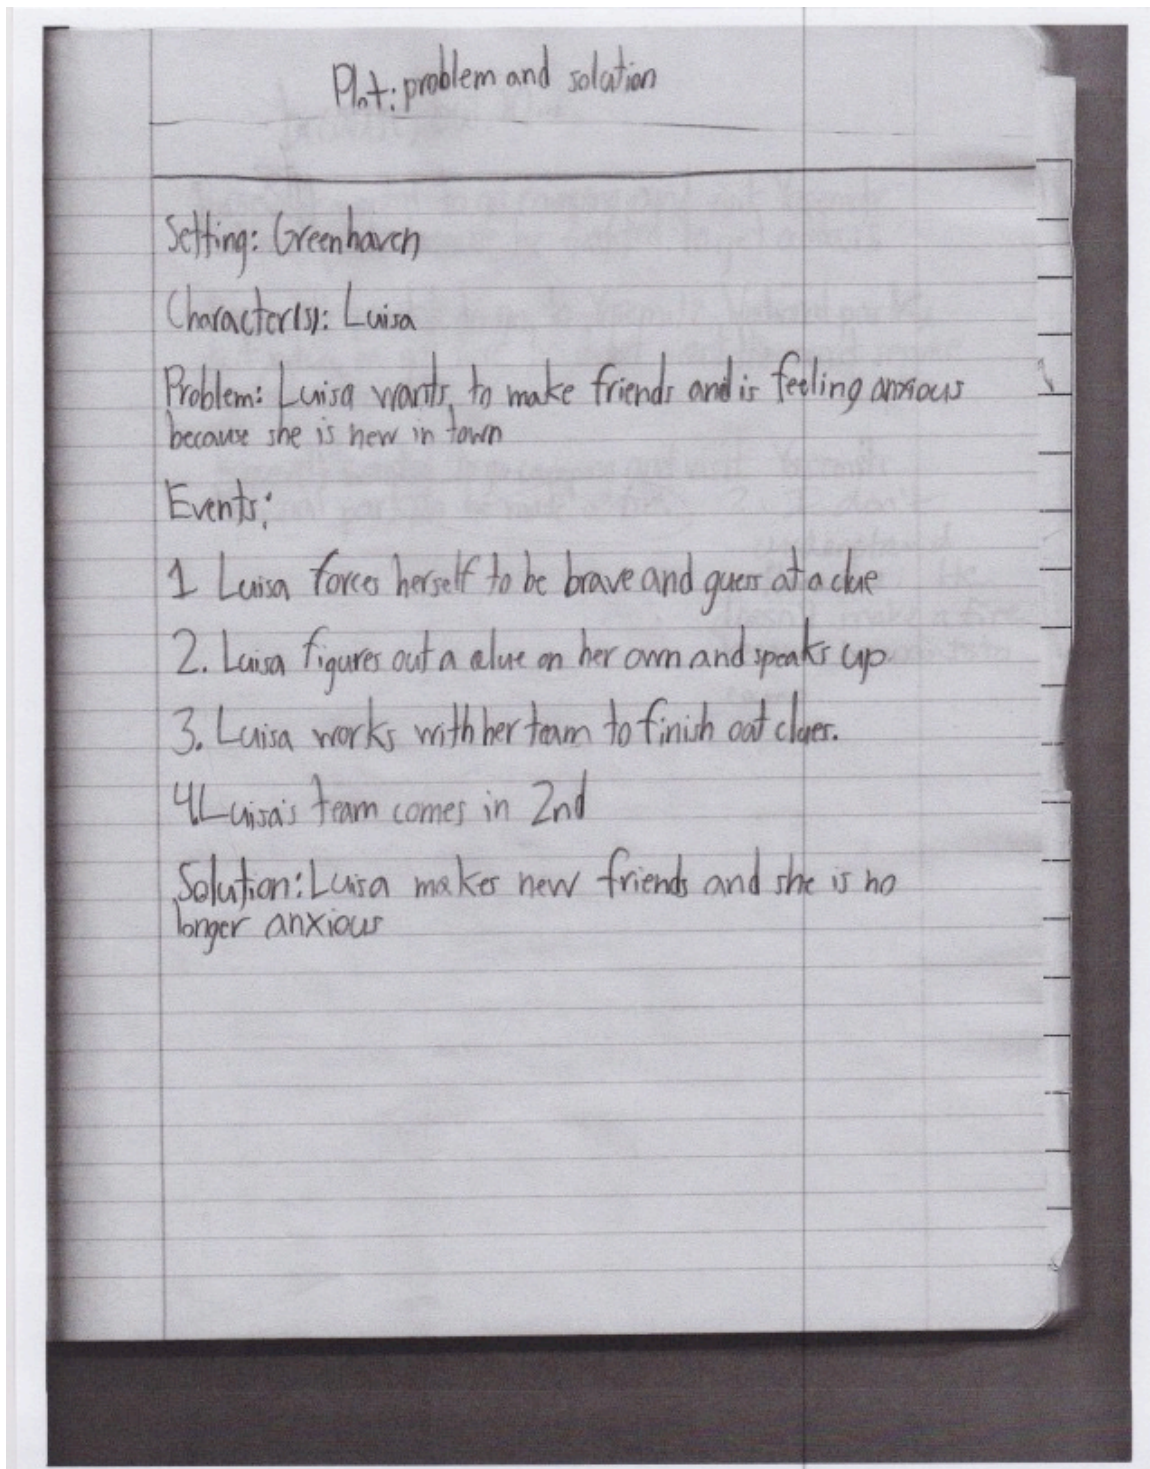 Plot: problem and solution
Setting: Greenhaven
Character(s): Luisa
Problem: Luisa wants to make friends and is feeling anxious
because she is new in town
Events:
1 Luisa forces herself to be brave and guess at a clue
2. Luisa figures out a clue on her own and speaks up
3. Luisa works with her team to finish out clues.
4. Luisa's team comes in 2nd
Solution: Luisa makes new friends and she is no
longer anxious